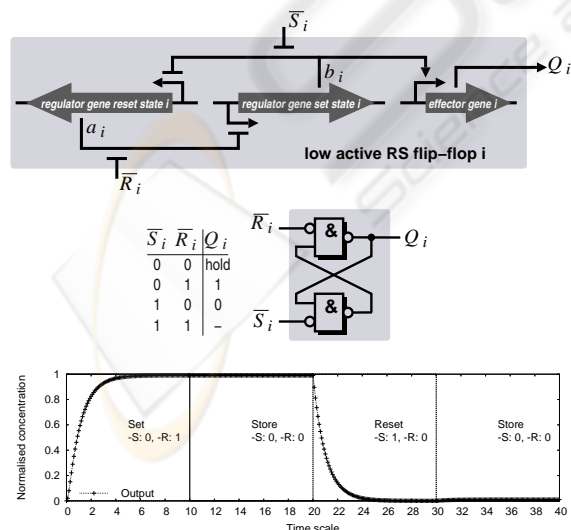 S̅i
bi
Qi
regulator gene reset state i
regulator gene set state i
effector gene i
ai
low active RS flip–flop i
R̅i
S̅i R̅i Qi
0 0 hold
0 1 1
1 0 0
1 1 –
R̅i
&
Qi
&
S̅i
Normalised concentration
1
0.8
0.6
0.4
0.2
0
Set
-S: 0, -R: 1
Store
-S: 0, -R: 0
Reset
-S: 1, -R: 0
Store
-S: 0, -R: 0
Output
0 2 4 6 8 10 12 14 16 18 20 22 24 26 28 30 32 34 36 38 40
Time scale